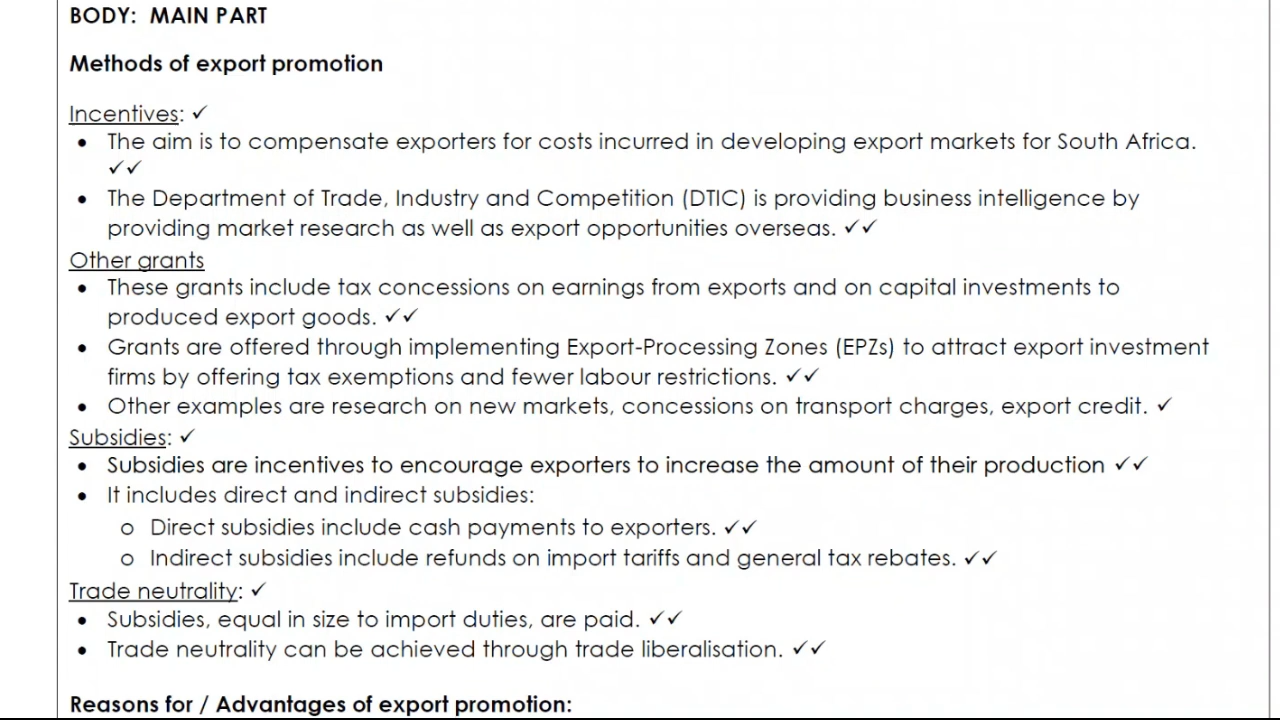 BODY: MAIN PART
Methods of export promotion
Incentives: ✓
• The aim is to compensate exporters for costs incurred in developing export markets for South Africa.
✓✓
• The Department of Trade, Industry and Competition (DTIC) is providing business intelligence by
providing market research as well as export opportunities overseas. ✓✓
Other grants
• These grants include tax concessions on earnings from exports and on capital investments to
produced export goods. ✓✓
• Grants are offered through implementing Export-Processing Zones (EPZs) to attract export investment
firms by offering tax exemptions and fewer labour restrictions. ✓✓
• Other examples are research on new markets, concessions on transport charges, export credit. ✓
Subsidies: ✓
• Subsidies are incentives to encourage exporters to increase the amount of their production ✓✓
• It includes direct and indirect subsidies:
o Direct subsidies include cash payments to exporters. ✓✓
o Indirect subsidies include refunds on import tariffs and general tax rebates. ✓✓
Trade neutrality: ✓
• Subsidies, equal in size to import duties, are paid. ✓✓
• Trade neutrality can be achieved through trade liberalisation. ✓✓
Reasons for / Advantages of export promotion: